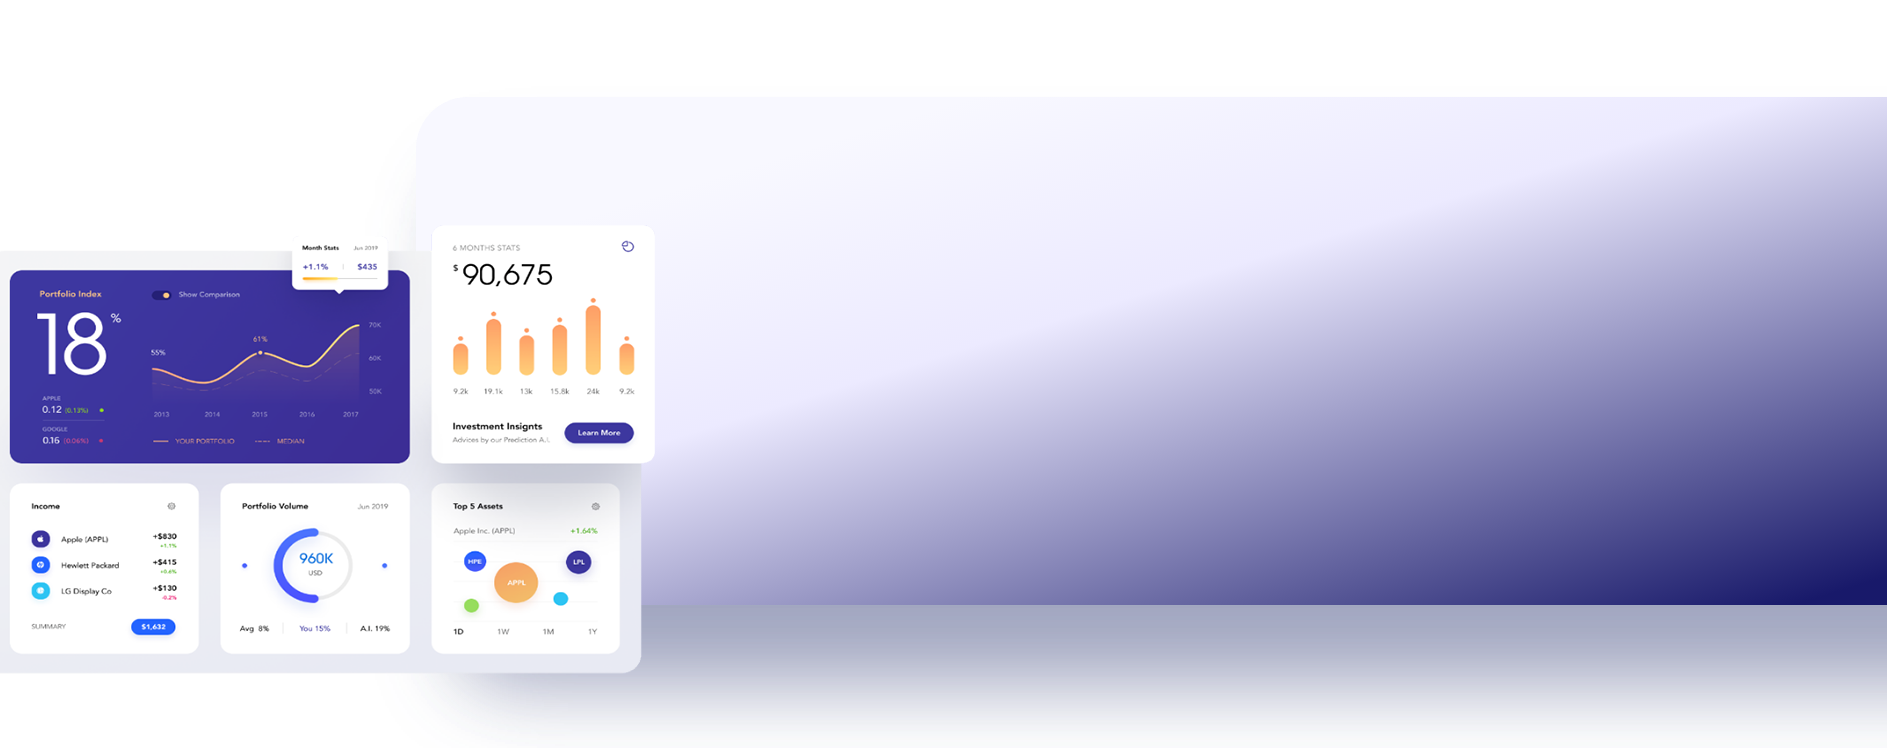 Month Stats Jun 2019
+1.1% $435
Portfolio Index
Show Comparison
18 %
55%
61%
70K
60K
50K
2013 2014 2015 2016 2017
APPLE
0.12 (0.13%)
GOOGLE
0.16 (0.06%)
YOUR PORTFOLIO MEDIAN
6 MONTHS STATS
$ 90,675
9.2k 19.1k 13k 15.8k 24k 9.2k
Investment Insignts
Advices by our Prediction A.I.
Learn More
Income
Apple (APPL) +$830
+1.1%
Hewlett Packard +$415
+0.6%
LG Display Co +$130
-0.2%
SUMMARY $1,632
Portfolio Volume Jun 2019
960K
USD
Avg 8% You 15% A.I. 19%
Top 5 Assets
Apple Inc. (APPL) +1.64%
HPE
LPL
APPL
1D 1W 1M 1Y